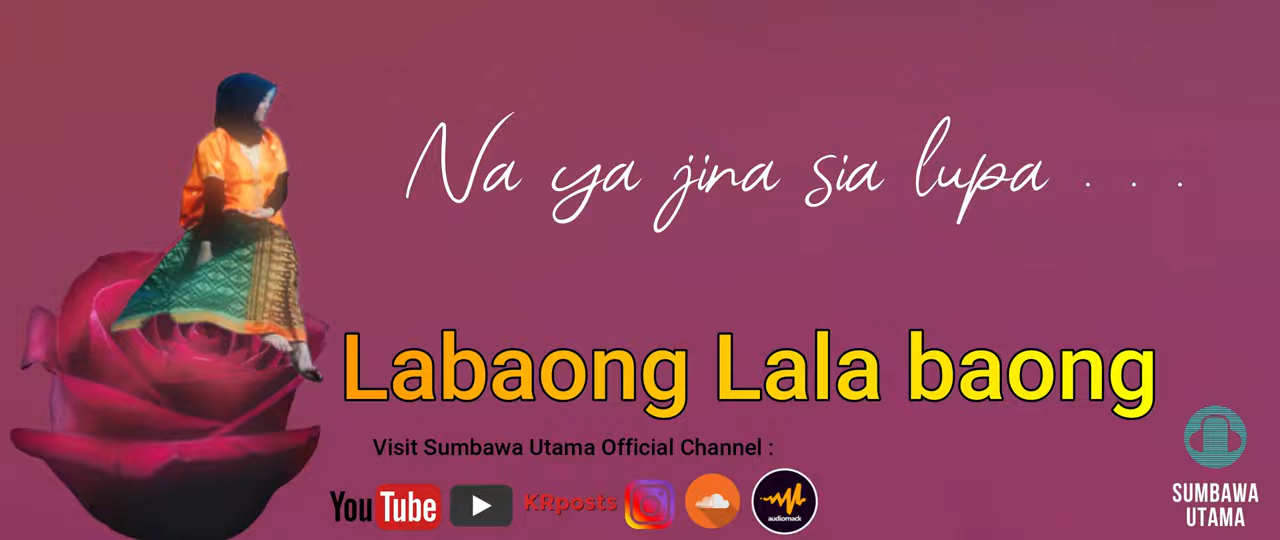 Na ya jina sia lupa . . .
Labaong Lala baong
Visit Sumbawa Utama Official Channel :
YouTube KRposts audiomack
SUMBAWA
UTAMA